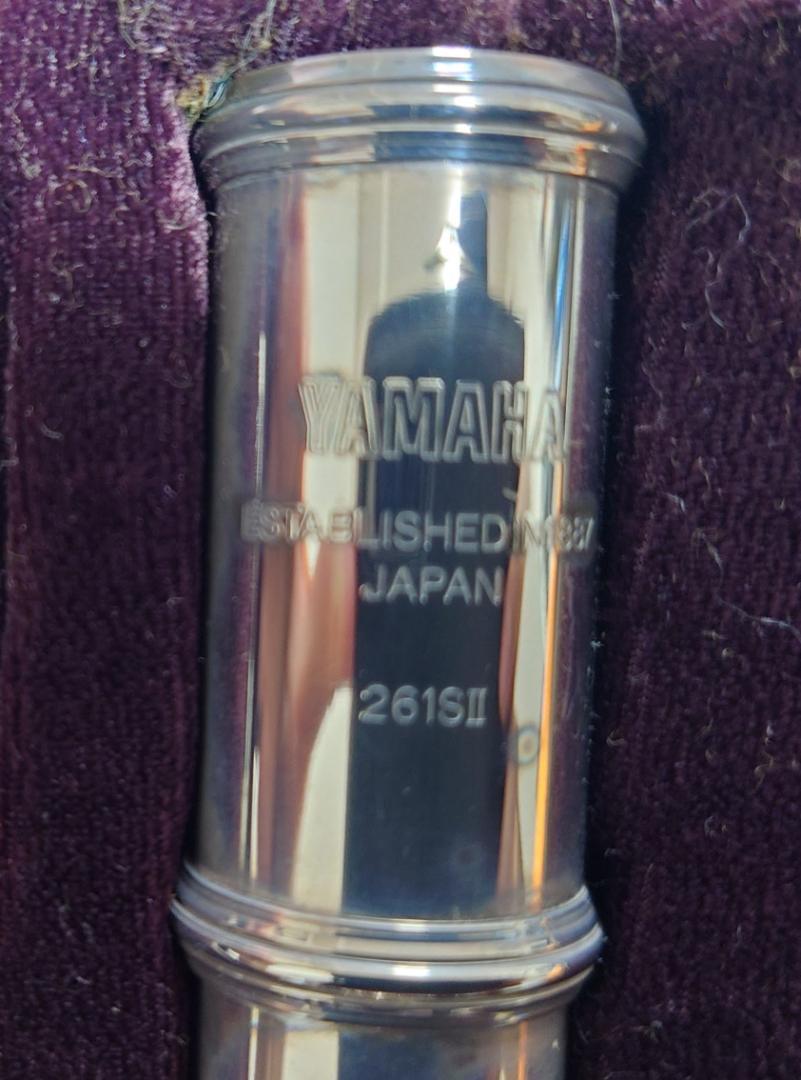 YAMAHA
ESTABLISHED IN 1887
JAPAN
261SII